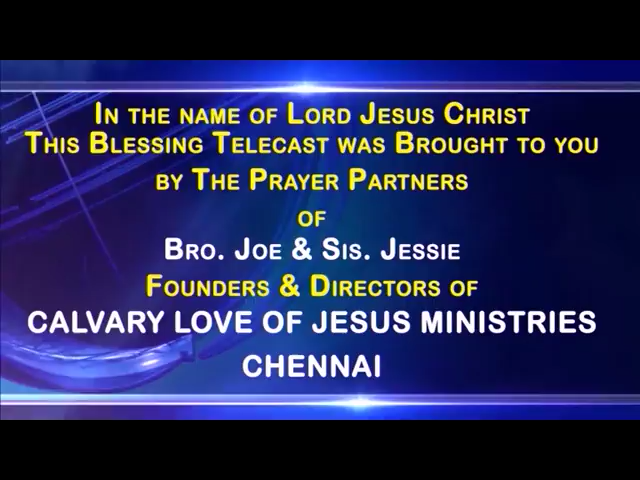 In the name of Lord Jesus Christ
This Blessing Telecast was Brought to you
by The Prayer Partners
of
Bro. Joe & Sis. Jessie
Founders & Directors of
CALVARY LOVE OF JESUS MINISTRIES
CHENNAI